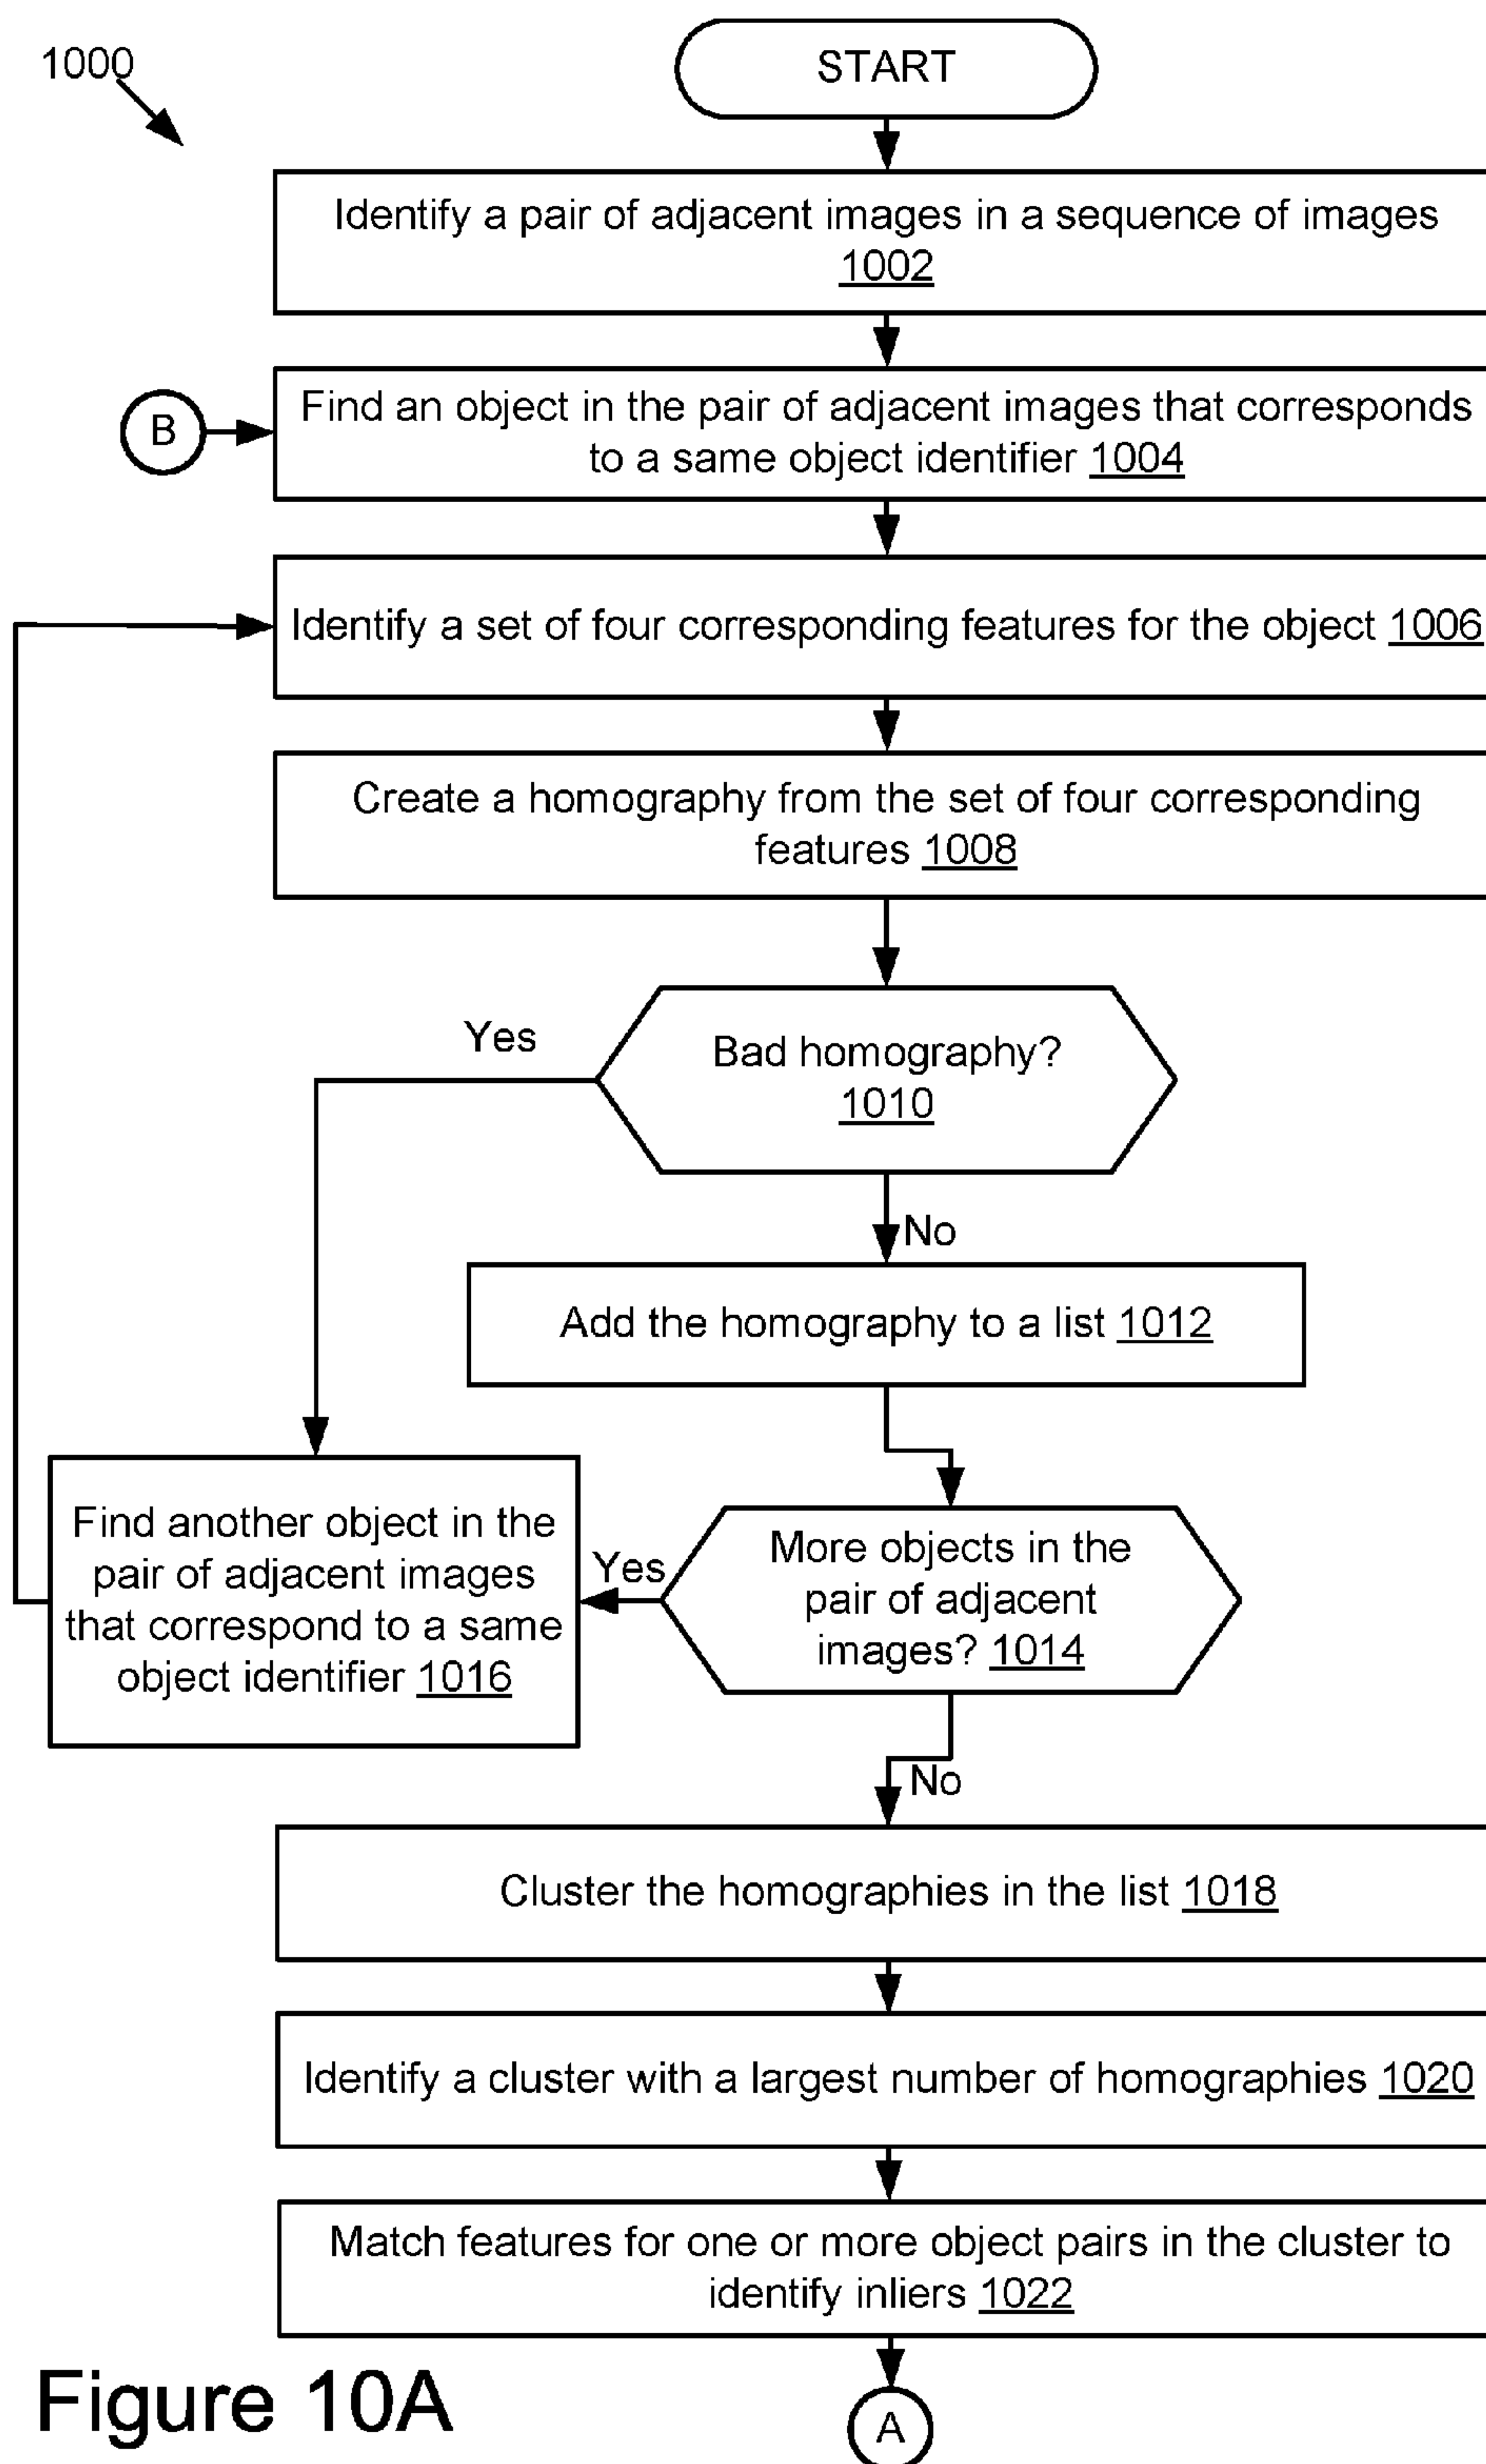 1000
START
Identify a pair of adjacent images in a sequence of images
1002
B
Find an object in the pair of adjacent images that corresponds
to a same object identifier 1004
Identify a set of four corresponding features for the object 1006
Create a homography from the set of four corresponding
features 1008
Yes
Bad homography?
1010
No
Add the homography to a list 1012
Find another object in the
pair of adjacent images
that correspond to a same
object identifier 1016
Yes
More objects in the
pair of adjacent
images? 1014
No
Cluster the homographies in the list 1018
Identify a cluster with a largest number of homographies 1020
Match features for one or more object pairs in the cluster to
identify inliers 1022
Figure 10A
A